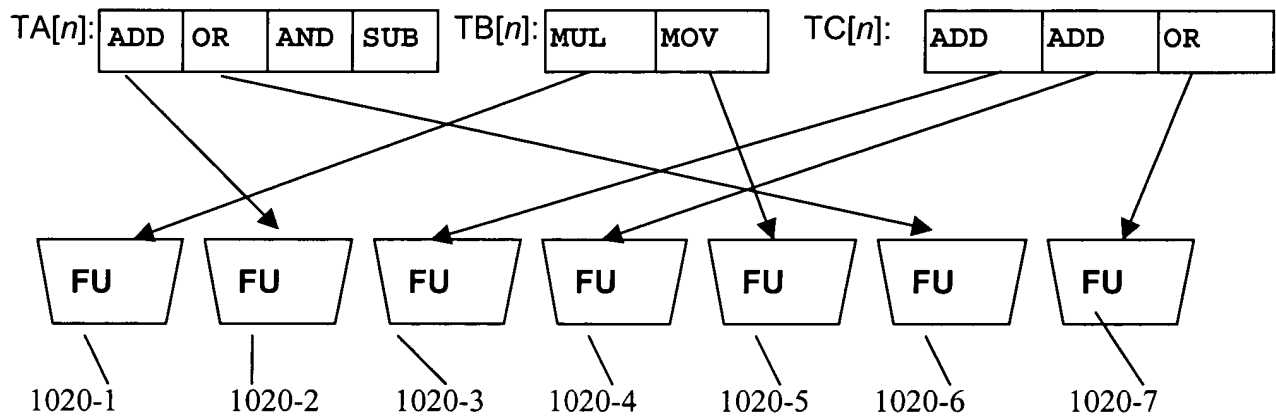 TA[n]: ADD OR AND SUB TB[n]: MUL MOV TC[n]: ADD ADD OR
FU FU FU FU FU FU FU
1020-1 1020-2 1020-3 1020-4 1020-5 1020-6 1020-7